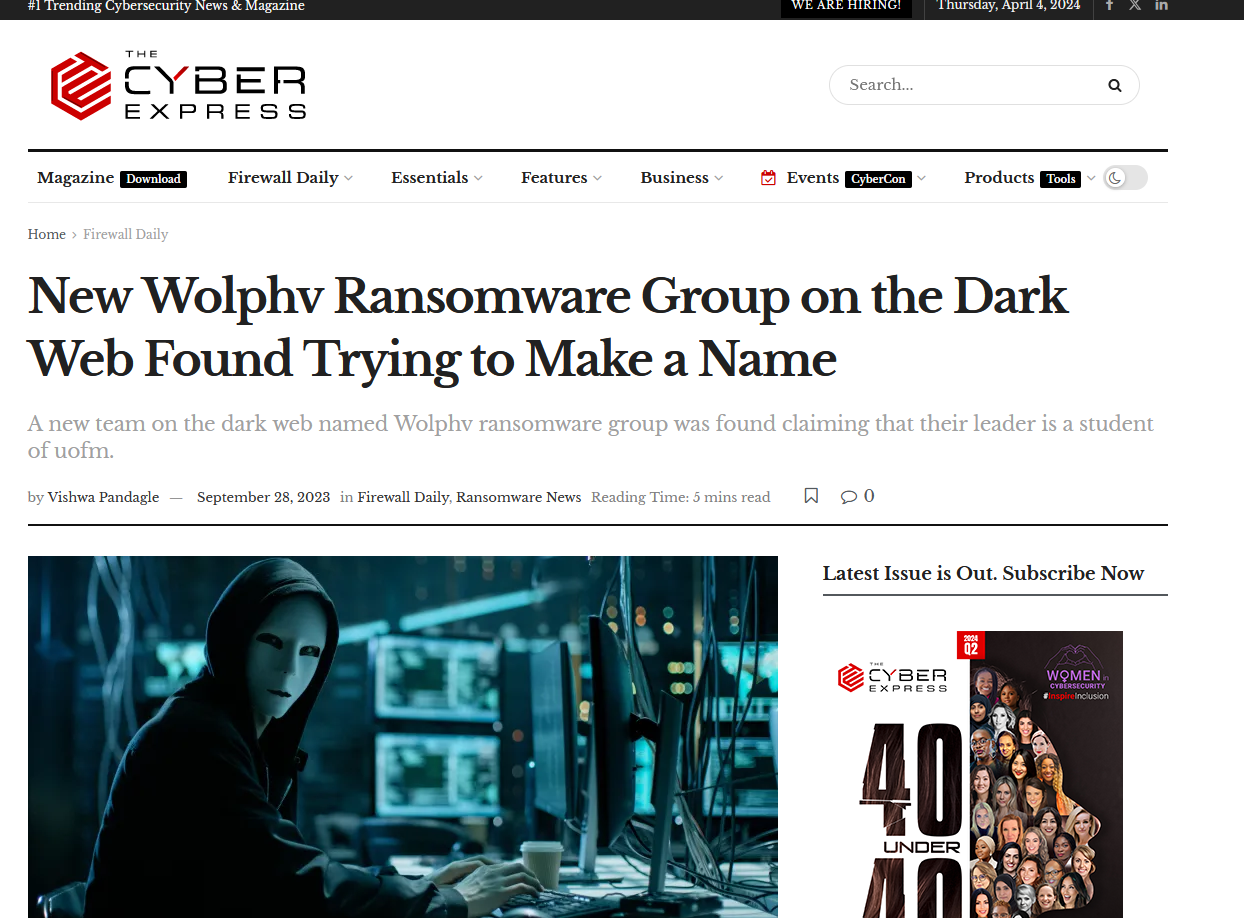 #1 Trending Cybersecurity News & Magazine
WE ARE HIRING!
Thursday, April 4, 2024
THE
CYBER
EXPRESS
Search...
Magazine Download
Firewall Daily
Essentials
Features
Business
Events CyberCon
Products Tools
Home > Firewall Daily
New Wolphv Ransomware Group on the Dark
Web Found Trying to Make a Name
A new team on the dark web named Wolphv ransomware group was found claiming that their leader is a student
of uofm.
by Vishwa Pandagle — September 28, 2023 in Firewall Daily, Ransomware News Reading Time: 5 mins read 0
Latest Issue is Out. Subscribe Now
2024
Q2
THE
CYBER
EXPRESS
WOMEN in
CYBERSECURITY
#InspireInclusion
40
UNDER
40